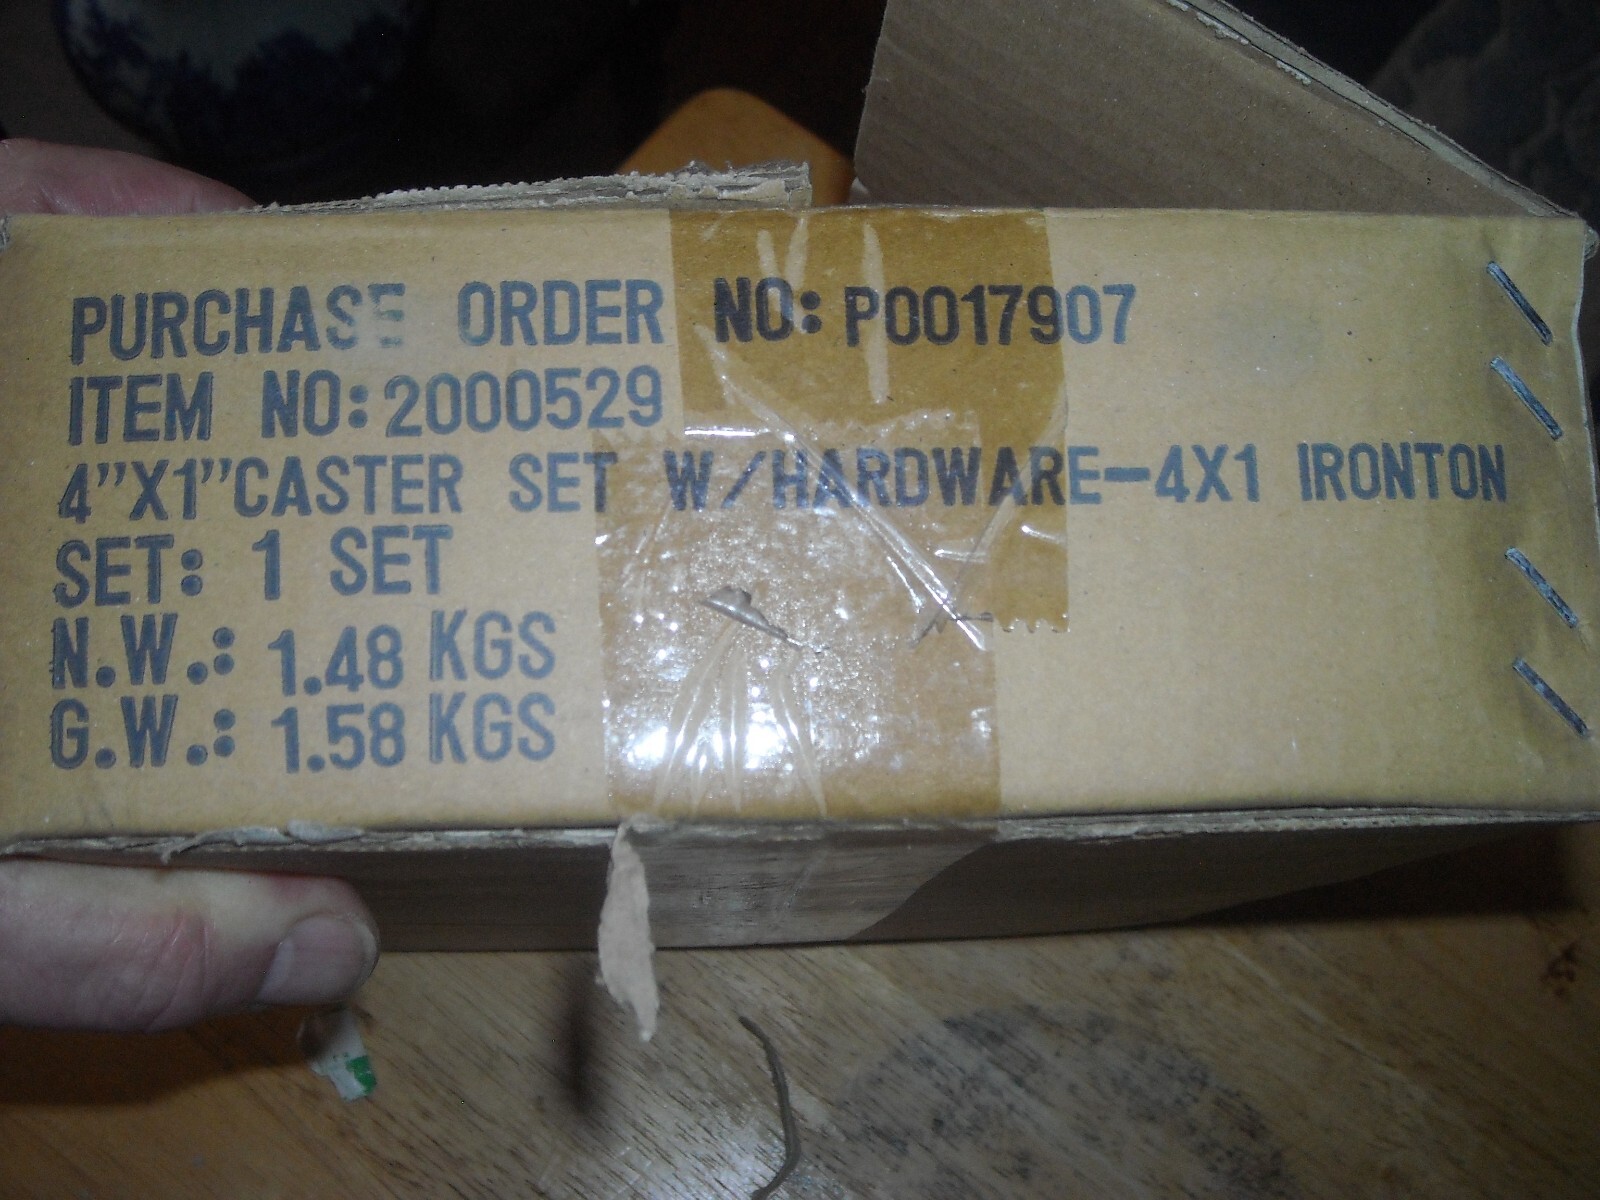 PURCHASE ORDER NO: PO017907
ITEM NO: 2000529
4"X1"CASTER SET W/HARDWARE-4X1 IRONTON
SET: 1 SET
N.W.: 1.48 KGS
G.W.: 1.58 KGS